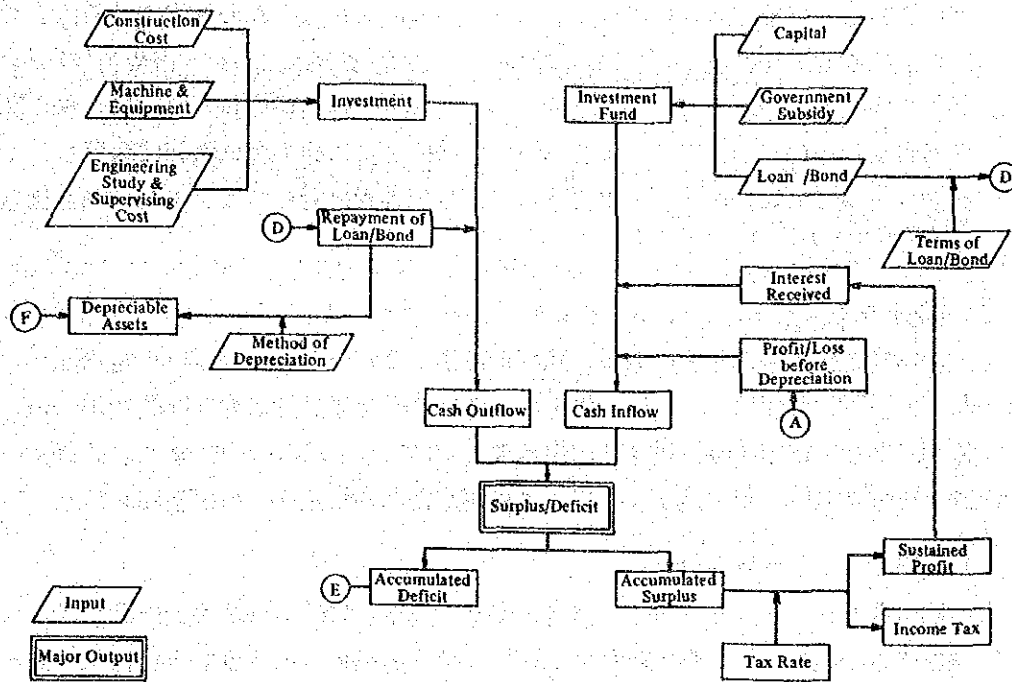 Construction
Cost
Machine &
Equipment
Engineering
Study &
Supervising
Cost
Investment
Investment
Fund
Capital
Government
Subsidy
Loan /Bond
D
Terms of
Loan/Bond
D
Repayment of
Loan/Bond
Interest
Received
F
Depreciable
Assets
Method of
Depreciation
Profit/Loss
before
Depreciation
A
Cash Outflow
Cash Inflow
Surplus/Deficit
E
Accumulated
Deficit
Accumulated
Surplus
Sustained
Profit
Income Tax
Tax Rate
Input
Major Output